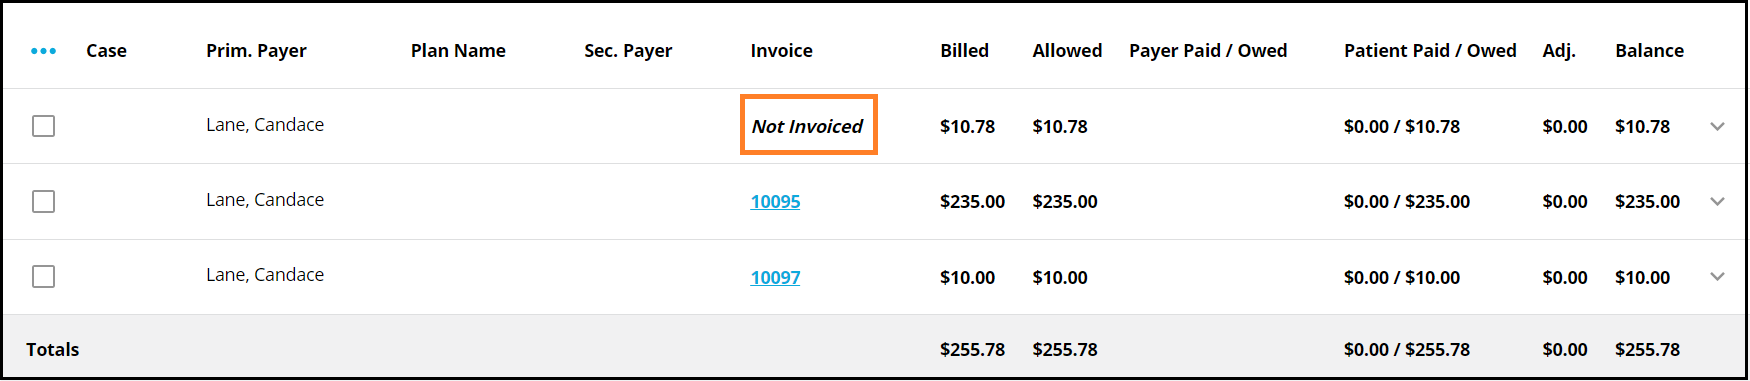 Case Prim. Payer Plan Name Sec. Payer Invoice Billed Allowed Payer Paid / Owed Patient Paid / Owed Adj. Balance
Lane, Candace Not Invoiced $10.78 $10.78 $0.00 / $10.78 $0.00 $10.78
Lane, Candace 10095 $235.00 $235.00 $0.00 / $235.00 $0.00 $235.00
Lane, Candace 10097 $10.00 $10.00 $0.00 / $10.00 $0.00 $10.00
Totals $255.78 $255.78 $0.00 / $255.78 $0.00 $255.78